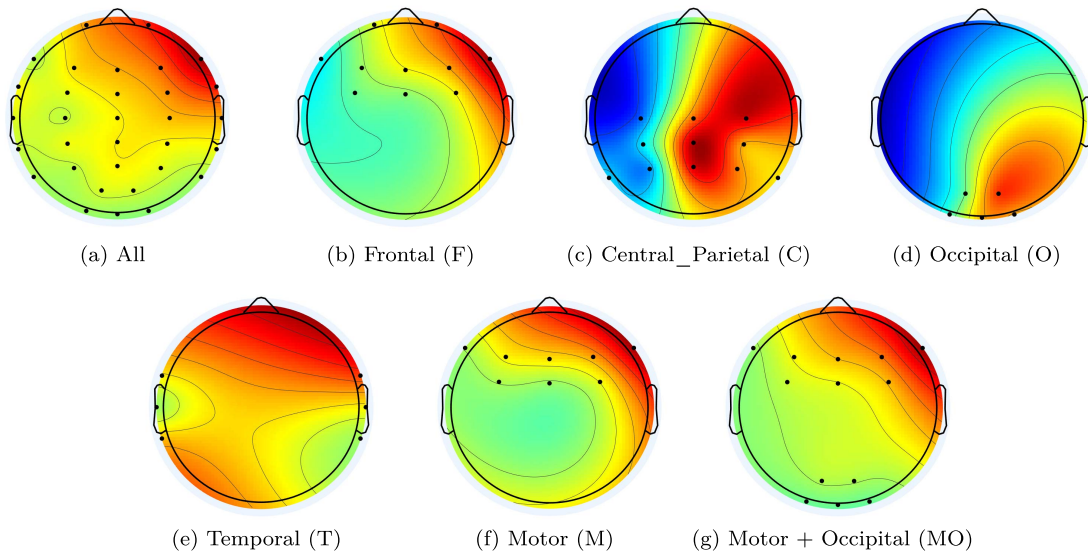 (a) All
(b) Frontal (F)
(c) Central_Parietal (C)
(d) Occipital (O)
(e) Temporal (T)
(f) Motor (M)
(g) Motor + Occipital (MO)